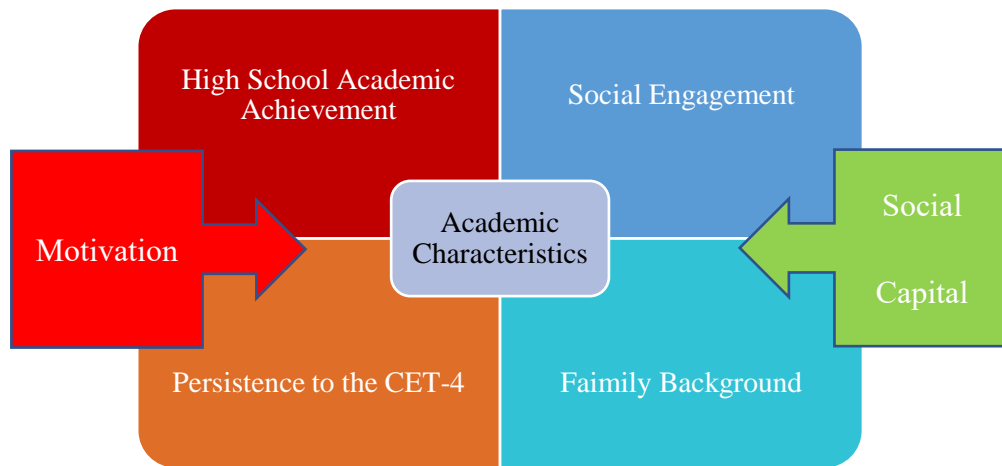 High School Academic
Achievement
Social Engagement
Motivation
Academic
Characteristics
Social
Capital
Persistence to the CET-4
Faimily Background